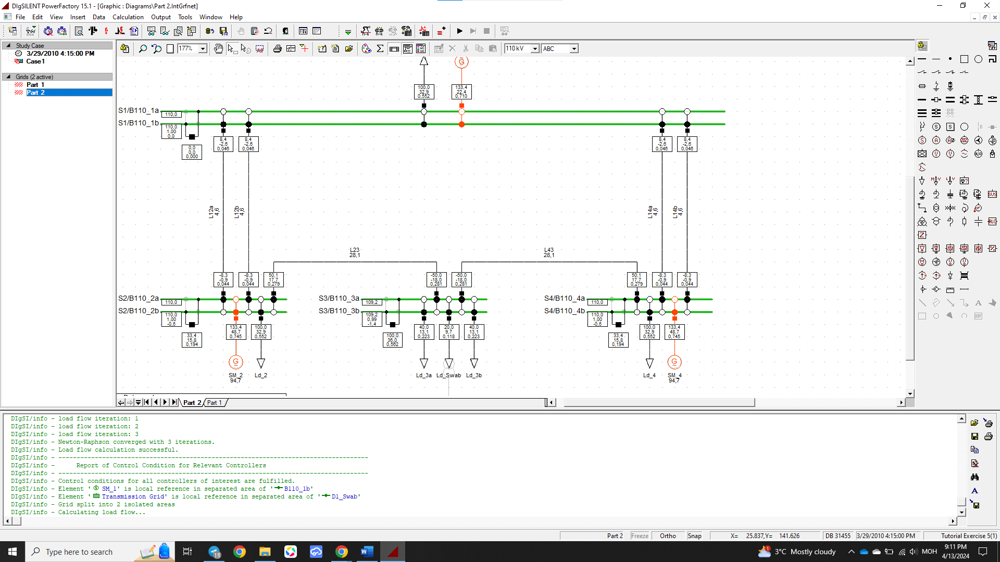 DIgSILENT PowerFactory 15.1 - [Graphic : Diagrams\Part 2.IntGrfnet]
File Edit View Insert Data Calculation Output Tools Window Help
Study Case
3/29/2010 4:15:00 PM
Case1
Grids (2 active)
Part 1
Part 2
177%
110 kV
ABC
G
100,0
32,9
0,552
133,4
22,4
0,710
S1/B110_1a
110,0
S1/B110_1b
110,0
1,00
0,0
0,0
0,0
0,000
8,4
-2,6
0,046
8,4
-2,6
0,046
8,4
-2,6
0,046
8,4
-2,6
0,046
L12a
4,6
L12b
4,6
L14a
4,6
L14b
4,6
L23
28,1
L43
28,1
-8,3
-0,9
0,044
-8,3
-0,9
0,044
50,1
17,7
0,279
-50,0
-18,0
0,281
-50,0
-18,0
0,281
50,1
17,7
0,279
-8,3
-0,9
0,044
-8,3
-0,9
0,044
S2/B110_2a
110,0
S2/B110_2b
110,0
1,00
-0,5
33,4
15,8
0,194
133,4
48,7
0,745
100,0
32,9
0,552
G
SM_2
94,7
Ld_2
S3/B110_3a
109,2
S3/B110_3b
109,2
0,99
-1,4
100,0
36,0
0,562
40,0
13,1
0,223
20,0
9,7
0,118
40,0
13,1
0,223
Ld_3a
Ld_Swab
Ld_3b
S4/B110_4a
110,0
S4/B110_4b
110,0
1,00
-0,5
33,4
15,8
0,194
100,0
32,9
0,552
133,4
48,7
0,745
G
Ld_4
SM_4
94,7
Part 2
Part 1
DIgSI/info - load flow iteration: 1
DIgSI/info - load flow iteration: 2
DIgSI/info - load flow iteration: 3
DIgSI/info - Newton-Raphson converged with 3 iterations.
DIgSI/info - Load flow calculation successful.
DIgSI/info - --------------------------------------------------------------------------------
DIgSI/info - Report of Control Condition for Relevant Controllers
DIgSI/info - --------------------------------------------------------------------------------
DIgSI/info - Control conditions for all controllers of interest are fulfilled.
DIgSI/info - Element ' SM_1' is local reference in separated area of ' B110_1b'
DIgSI/info - Element ' Transmission Grid' is local reference in separated area of ' D1_Swab'
DIgSI/info - Grid split into 2 isolated areas
DIgSI/info - Calculating load flow...
Part 2
Freeze
Ortho
Snap
X= 25.837,Y= 141.626
DB 31455
3/29/2010 4:15:00 PM
Tutorial Exercise 5(1)
Type here to search
18
1
3°C Mostly cloudy
MOH
9:11 PM
4/13/2024